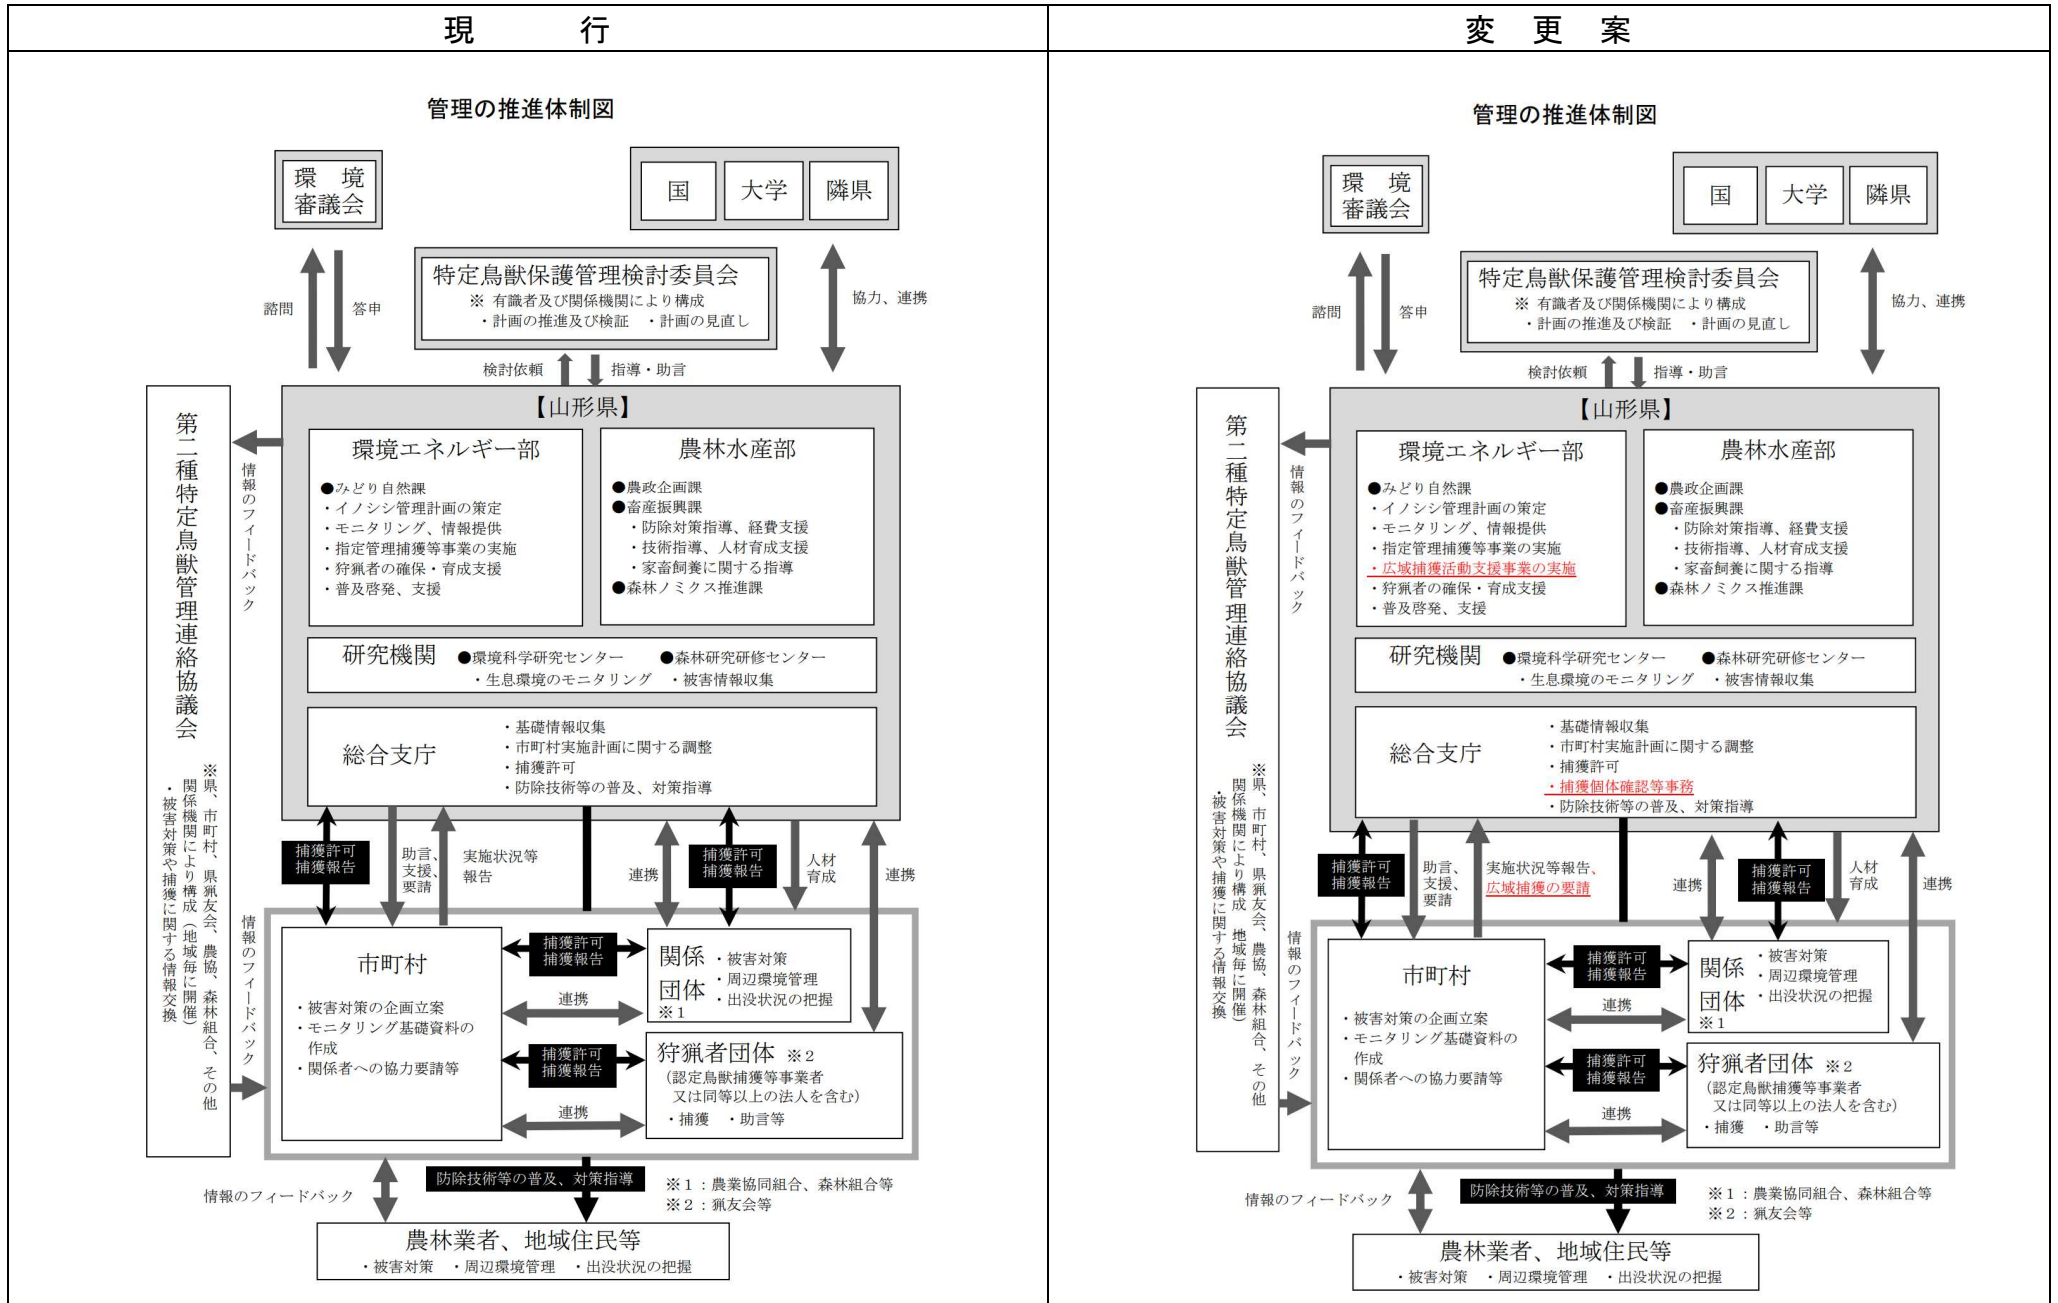 現　行
管理の推進体制図
環　境
審議会
国
大学
隣県
特定鳥獣保護管理検討委員会
※ 有識者及び関係機関により構成
・計画の推進及び検証　・計画の見直し
諮問
答申
協力、連携
検討依頼
指導・助言
【山形県】
環境エネルギー部
●みどり自然課
・イノシシ管理計画の策定
・モニタリング、情報提供
・指定管理捕獲等事業の実施
・狩猟者の確保・育成支援
・普及啓発、支援
農林水産部
●農政企画課
●畜産振興課
・防除対策指導、経費支援
・技術指導、人材育成支援
・家畜飼養に関する指導
●森林ノミクス推進課
研究機関
●環境科学研究センター　●森林研究研修センター
・生息環境のモニタリング　・被害情報収集
総合支庁
・基礎情報収集
・市町村実施計画に関する調整
・捕獲許可
・防除技術等の普及、対策指導
第二種特定鳥獣管理連絡協議会
※県、市町村、県猟友会、農協、森林組合、その他
関係機関により構成（地域毎に開催）
・被害対策や捕獲に関する情報交換
情報のフィードバック
情報のフィードバック
捕獲許可
捕獲報告
助言、
支援、
要請
実施状況等
報告
連携
捕獲許可
捕獲報告
人材
育成
連携
市町村
・被害対策の企画立案
・モニタリング基礎資料の
作成
・関係者への協力要請等
捕獲許可
捕獲報告
連携
捕獲許可
捕獲報告
連携
関係
団体
※１
・被害対策
・周辺環境管理
・出没状況の把握
狩猟者団体 ※２
（認定鳥獣捕獲等事業者
又は同等以上の法人を含む）
・捕獲　・助言等
情報のフィードバック
防除技術等の普及、対策指導
※１：農業協同組合、森林組合等
※２：猟友会等
農林業者、地域住民等
・被害対策　・周辺環境管理　・出没状況の把握
変　更　案
管理の推進体制図
環　境
審議会
国
大学
隣県
特定鳥獣保護管理検討委員会
※ 有識者及び関係機関により構成
・計画の推進及び検証　・計画の見直し
諮問
答申
協力、連携
検討依頼
指導・助言
【山形県】
環境エネルギー部
●みどり自然課
・イノシシ管理計画の策定
・モニタリング、情報提供
・指定管理捕獲等事業の実施
・広域捕獲活動支援事業の実施
・狩猟者の確保・育成支援
・普及啓発、支援
農林水産部
●農政企画課
●畜産振興課
・防除対策指導、経費支援
・技術指導、人材育成支援
・家畜飼養に関する指導
●森林ノミクス推進課
研究機関
●環境科学研究センター　●森林研究研修センター
・生息環境のモニタリング　・被害情報収集
総合支庁
・基礎情報収集
・市町村実施計画に関する調整
・捕獲許可
・捕獲個体確認等事務
・防除技術等の普及、対策指導
第二種特定鳥獣管理連絡協議会
※県、市町村、県猟友会、農協、森林組合、その他
関係機関により構成　地域毎に開催）
・被害対策や捕獲に関する情報交換
情報のフィードバック
情報のフィードバック
捕獲許可
捕獲報告
助言、
支援、
要請
実施状況等報告、
広域捕獲の要請
連携
捕獲許可
捕獲報告
人材
育成
連携
市町村
・被害対策の企画立案
・モニタリング基礎資料の
作成
・関係者への協力要請等
捕獲許可
捕獲報告
連携
捕獲許可
捕獲報告
連携
関係
団体
※１
・被害対策
・周辺環境管理
・出没状況の把握
狩猟者団体 ※２
（認定鳥獣捕獲等事業者
又は同等以上の法人を含む）
・捕獲　・助言等
情報のフィードバック
防除技術等の普及、対策指導
※１：農業協同組合、森林組合等
※２：猟友会等
農林業者、地域住民等
・被害対策　・周辺環境管理　・出没状況の把握